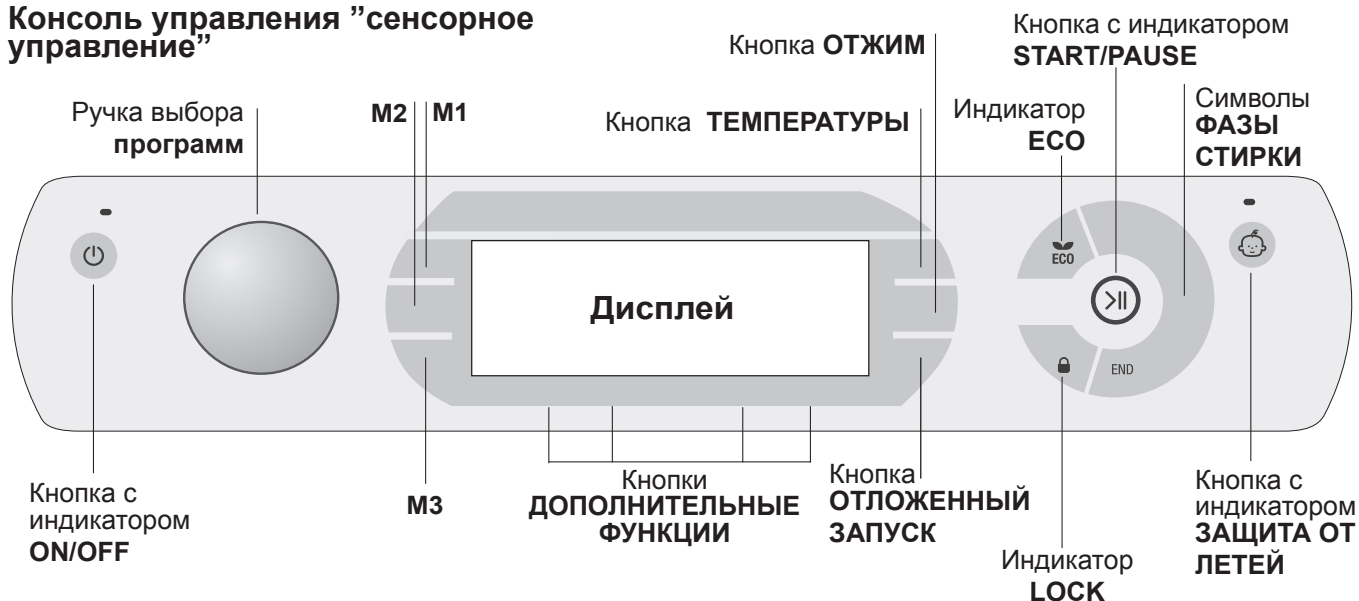 Консоль управления ”сенсорное
управление”
Кнопка ОТЖИМ
Кнопка с индикатором
START/PAUSE
Ручка выбора
программ
M2
M1
Кнопка ТЕМПЕРАТУРЫ
Индикатор
ECO
Символы
ФАЗЫ
СТИРКИ
ECO
Дисплей
END
Кнопка с
индикатором
ON/OFF
M3
Кнопки
ДОПОЛНИТЕЛЬНЫЕ
ФУНКЦИИ
Кнопка
ОТЛОЖЕННЫЙ
ЗАПУСК
Индикатор
LOCK
Кнопка с
индикатором
ЗАЩИТА ОТ
ЛЕТЕЙ